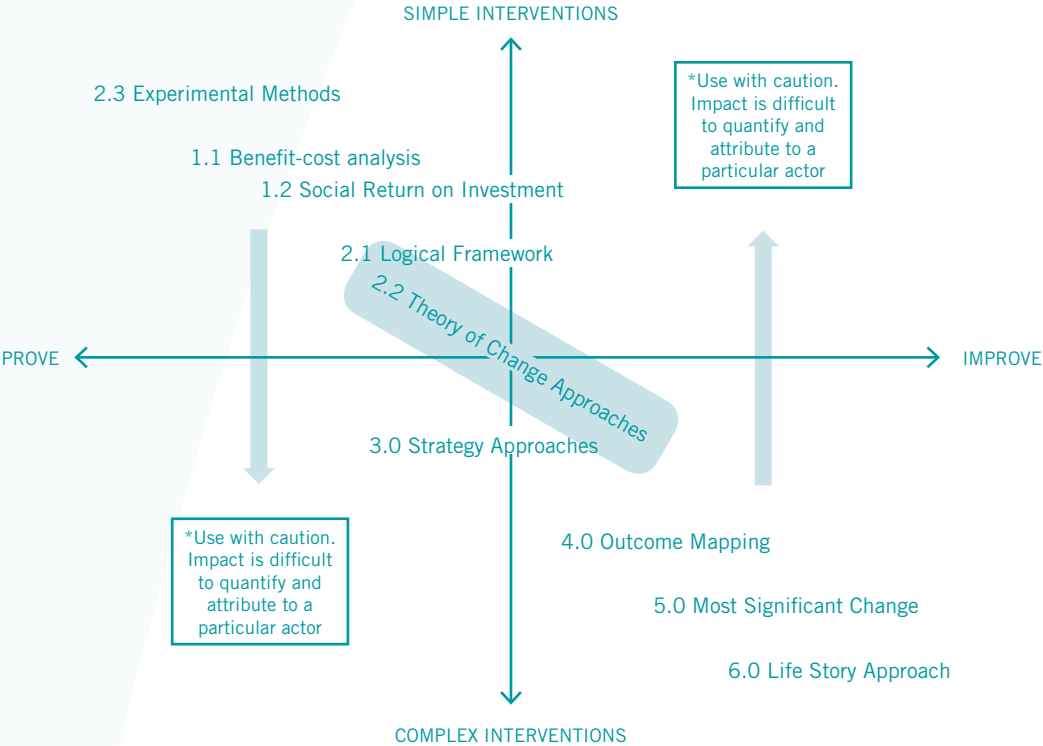 SIMPLE INTERVENTIONS
*Use with caution.
Impact is difficult
to quantify and
attribute to a
particular actor
2.3 Experimental Methods
1.1 Benefit-cost analysis
1.2 Social Return on Investment
2.1 Logical Framework
2.2 Theory of Change Approaches
PROVE
IMPROVE
3.0 Strategy Approaches
*Use with caution.
Impact is difficult
to quantify and
attribute to a
particular actor
4.0 Outcome Mapping
5.0 Most Significant Change
6.0 Life Story Approach
COMPLEX INTERVENTIONS